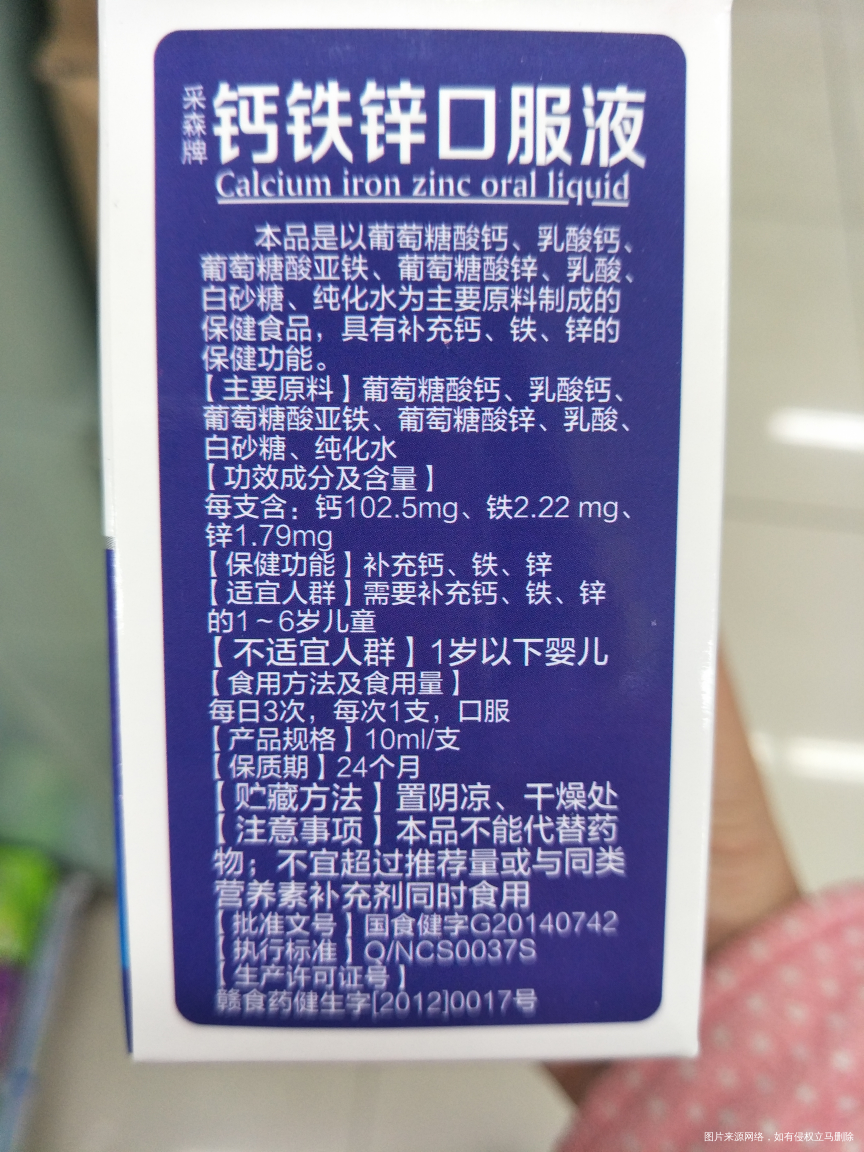 采森牌
钙铁锌口服液
Calcium iron zinc oral liquid
本品是以葡萄糖酸钙、乳酸钙、
葡萄糖酸亚铁、葡萄糖酸锌、乳酸、
白砂糖、纯化水为主要原料制成的
保健食品，具有补充钙、铁、锌的
保健功能。
【主要原料】葡萄糖酸钙、乳酸钙、
葡萄糖酸亚铁、葡萄糖酸锌、乳酸、
白砂糖、纯化水
【功效成分及含量】
每支含：钙102.5mg、铁2.22 mg、
锌1.79mg
【保健功能】补充钙、铁、锌
【适宜人群】需要补充钙、铁、锌
的1～6岁儿童
【不适宜人群】1岁以下婴儿
【食用方法及食用量】
每日3次，每次1支，口服
【产品规格】10ml/支
【保质期】24个月
【贮藏方法】置阴凉、干燥处
【注意事项】本品不能代替药
物；不宜超过推荐量或与同类
营养素补充剂同时食用
【批准文号】国食健字G20140742
【执行标准】Q/NCS0037S
【生产许可证号】
赣食药健生字[2012]0017号
图片来源网络，如有侵权立马删除